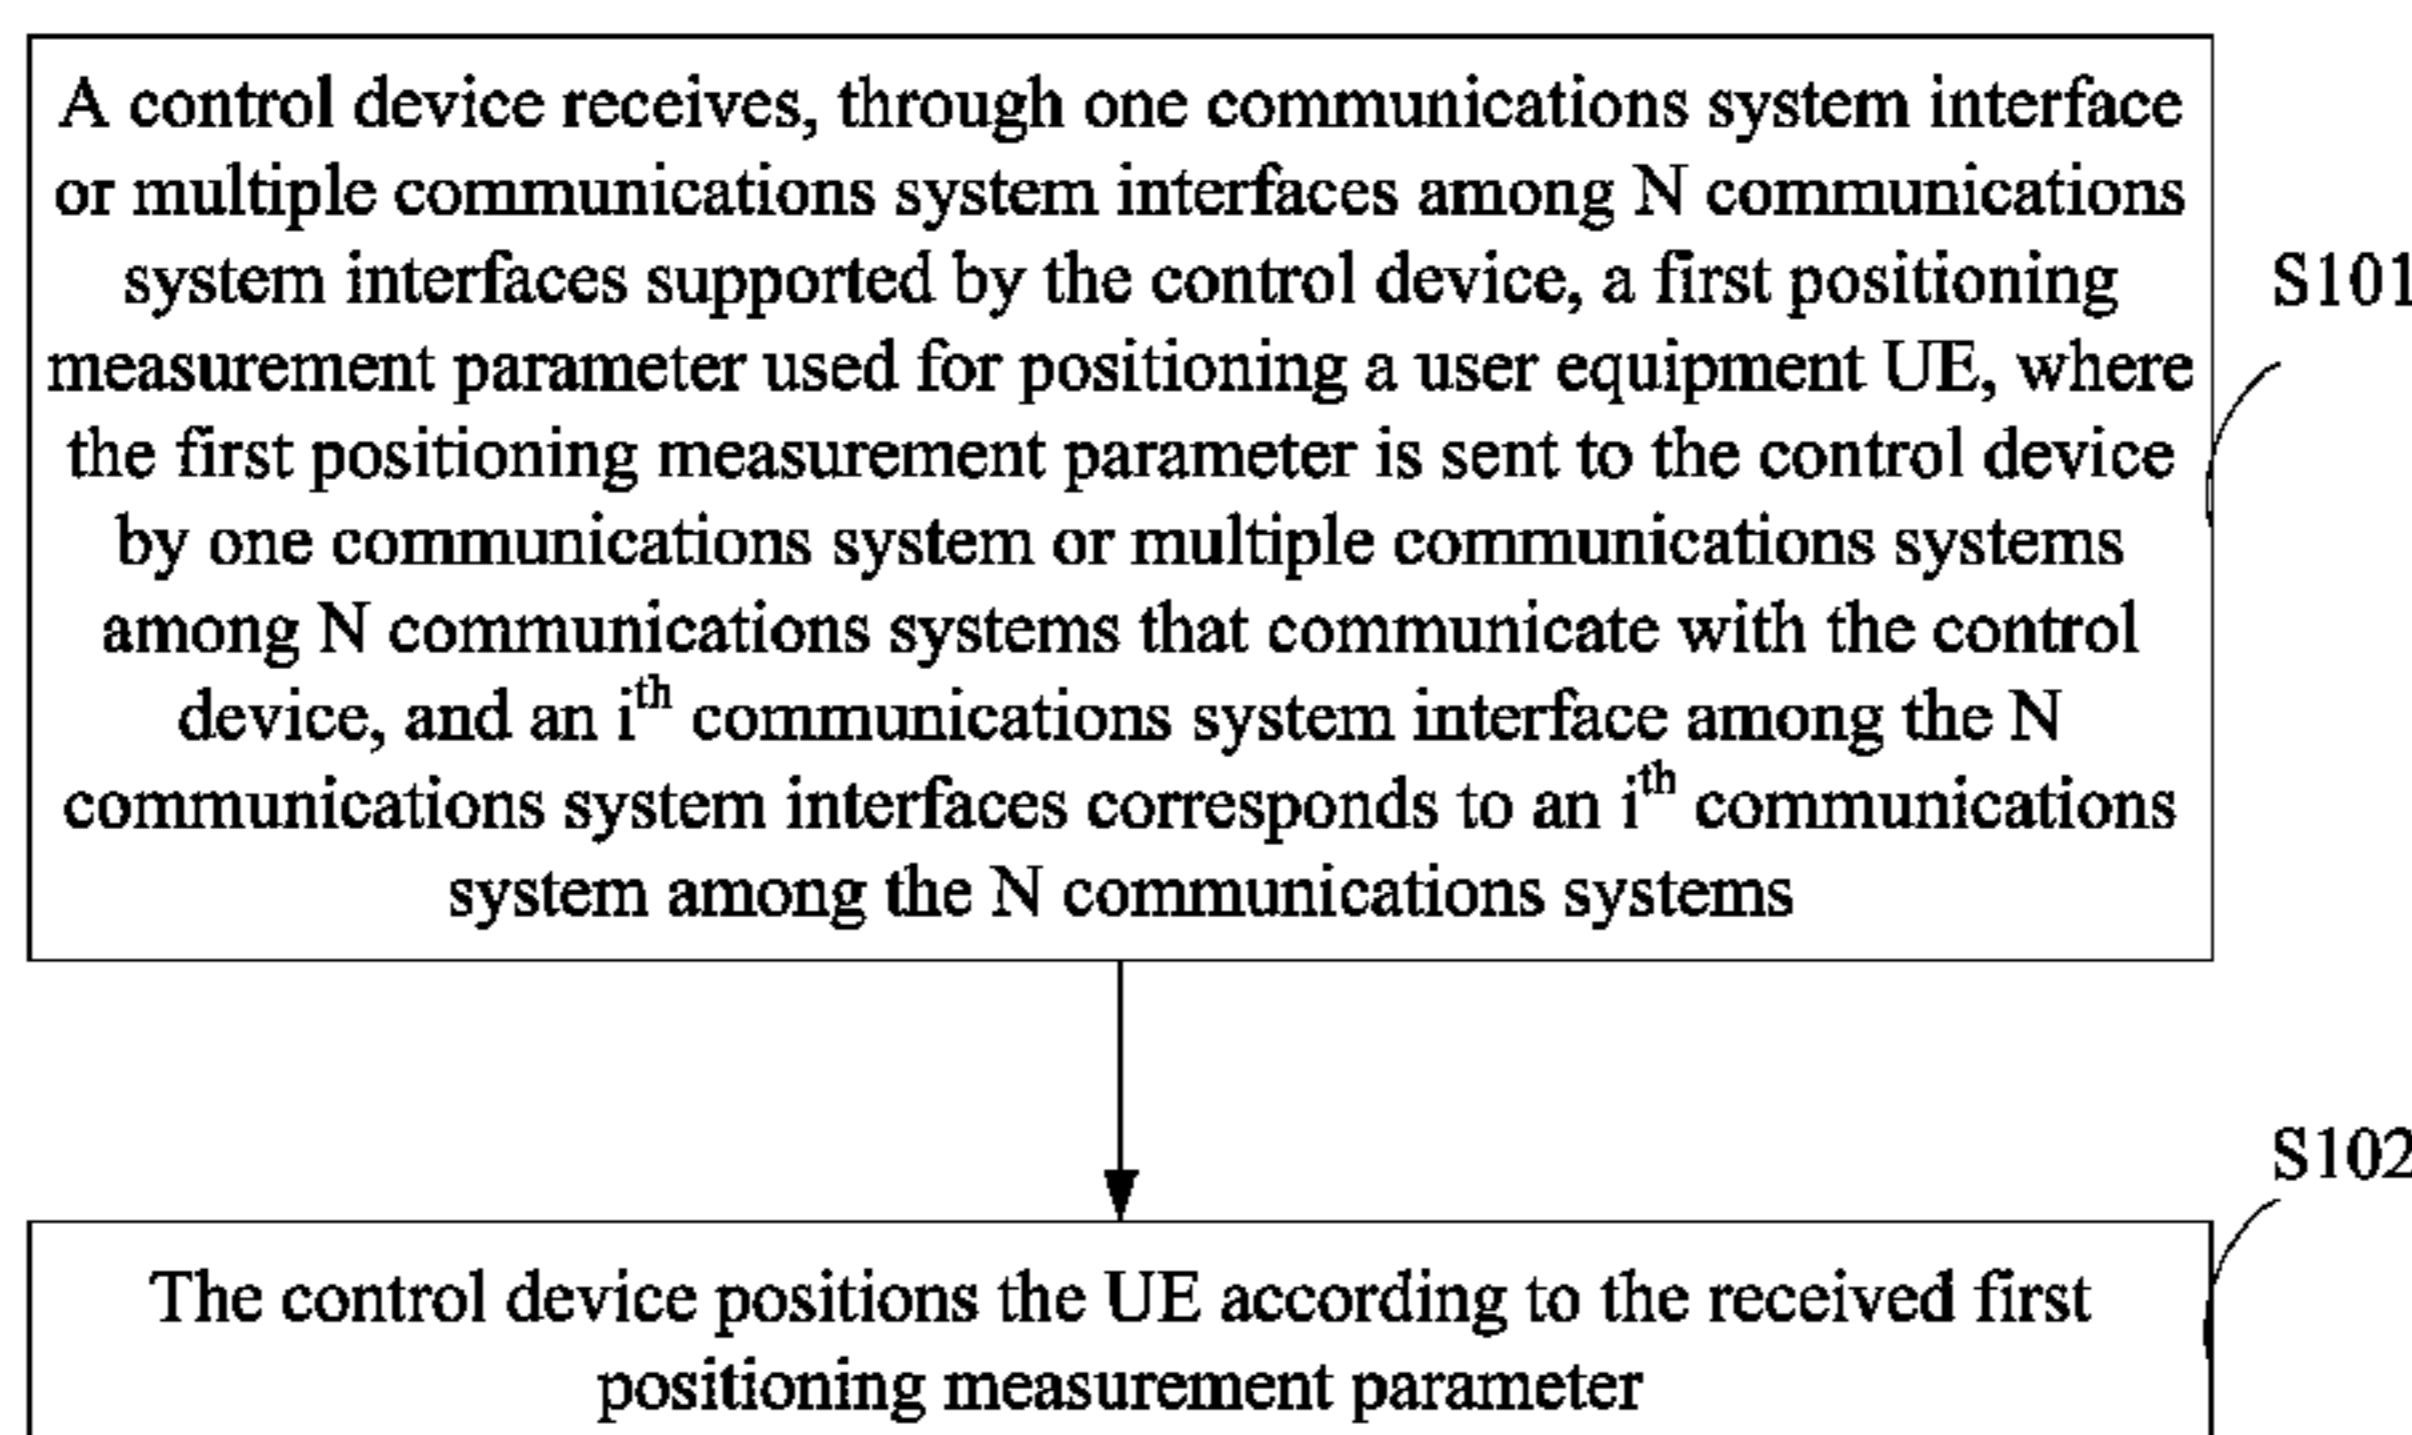 A control device receives, through one communications system interface
or multiple communications system interfaces among N communications
system interfaces supported by the control device, a first positioning
measurement parameter used for positioning a user equipment UE, where
the first positioning measurement parameter is sent to the control device
by one communications system or multiple communications systems
among N communications systems that communicate with the control
device, and an i^th communications system interface among the N
communications system interfaces corresponds to an i^th communications
system among the N communications systems
S101
S102
The control device positions the UE according to the received first
positioning measurement parameter